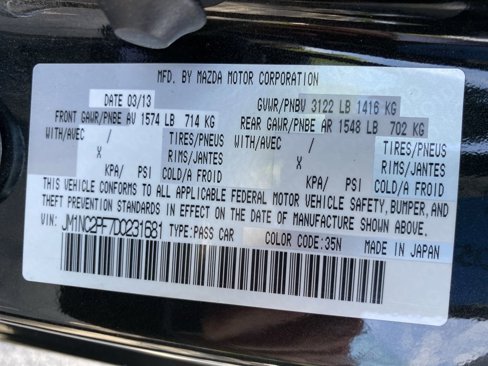 MFD. BY MAZDA MOTOR CORPORATION
DATE 03/13 GVWR/PNBV 3122 LB 1416 KG
FRONT GAWR/PNBE AV 1574 LB 714 KG REAR GAWR/PNBE AR 1548 LB 702 KG
WITH/AVEC / TIRES/PNEUS WITH/AVEC / TIRES/PNEUS
X RIMS/JANTES X RIMS/JANTES
KPA/ PSI COLD/A FROID KPA/ PSI COLD/A FROID
THIS VEHICLE CONFORMS TO ALL APPLICABLE FEDERAL MOTOR VEHICLE SAFETY, BUMPER, AND
THEFT PREVENTION STANDARDS IN EFFECT ON THE DATE OF MANUFACTURE SHOWN ABOVE.
VIN: JM1NC2PF7D0231681 TYPE:PASS CAR COLOR CODE:35N MADE IN JAPAN